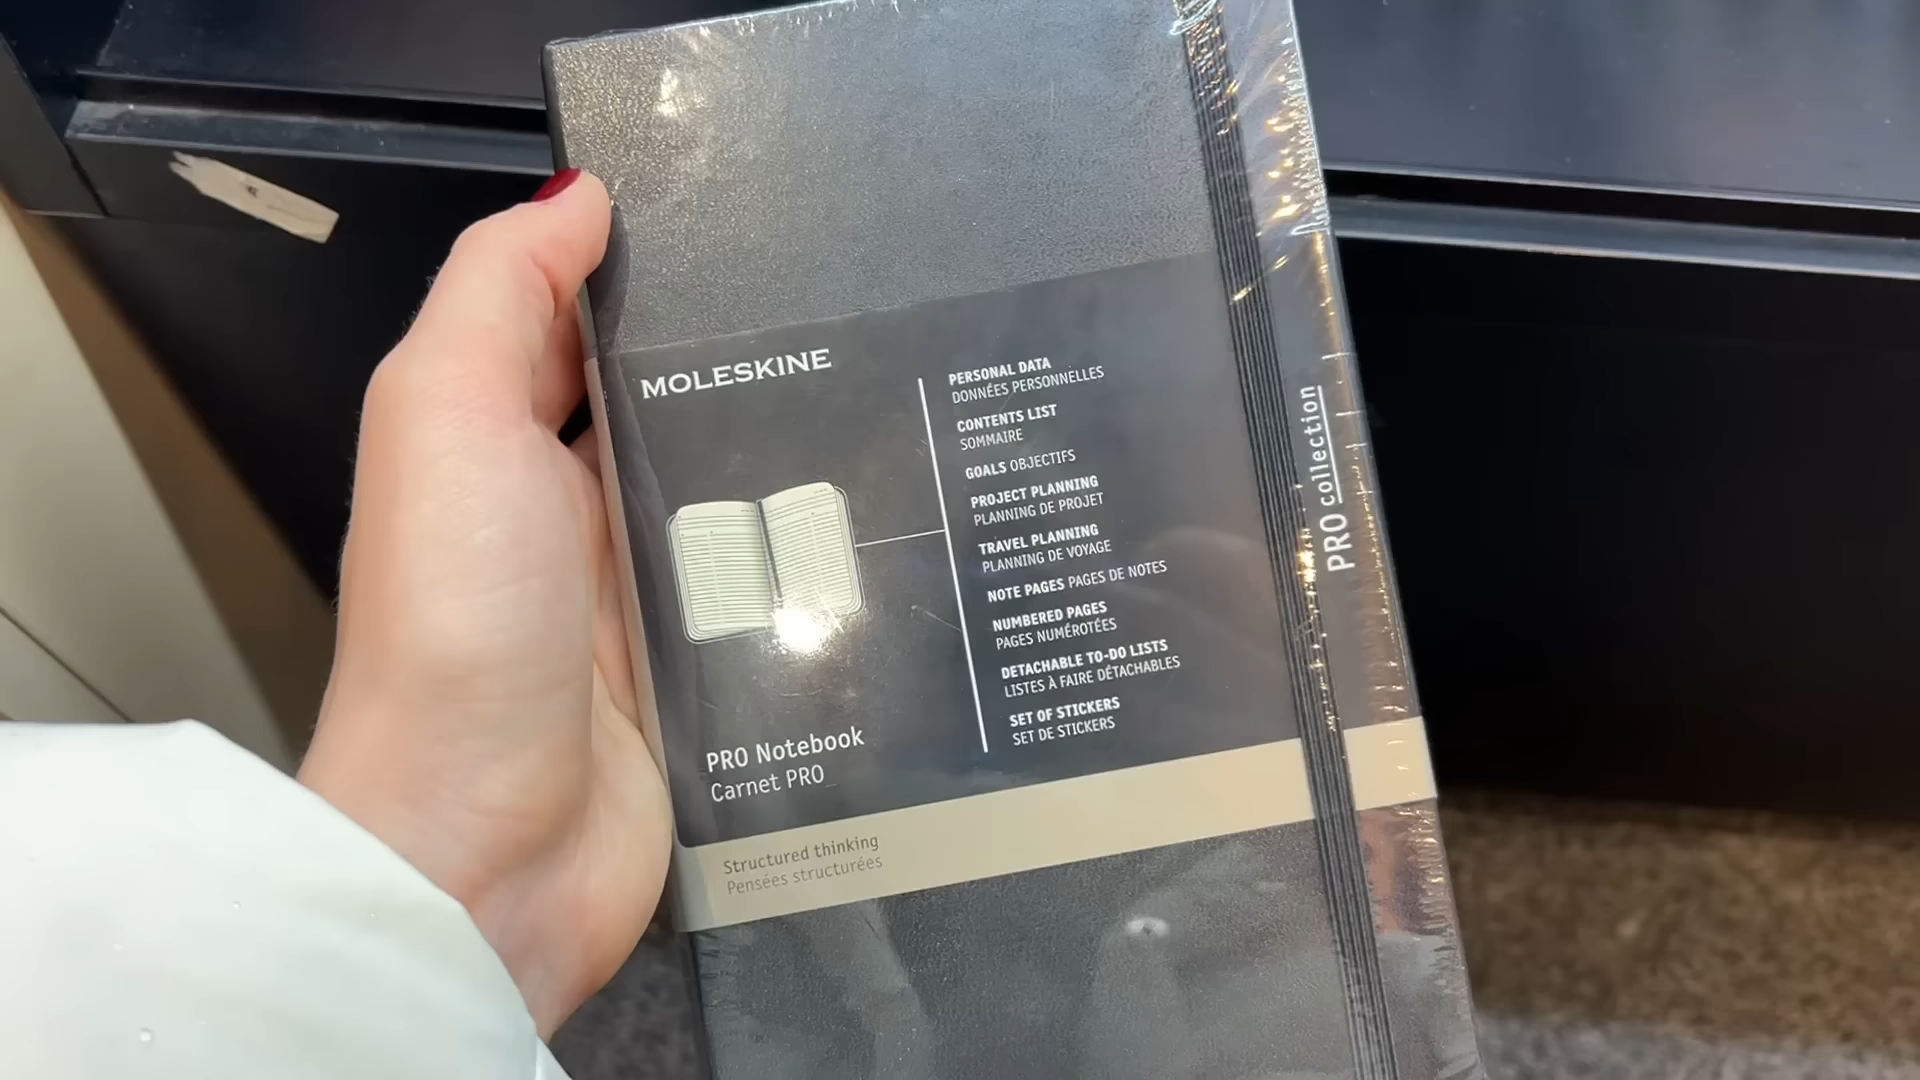 MOLESKINE
PERSONAL DATA
DONNÉES PERSONNELLES
CONTENTS LIST
SOMMAIRE
GOALS OBJECTIFS
PROJECT PLANNING
PLANNING DE PROJET
TRAVEL PLANNING
PLANNING DE VOYAGE
NOTE PAGES PAGES DE NOTES
NUMBERED PAGES
PAGES NUMÉROTÉES
DETACHABLE TO-DO LISTS
LISTES À FAIRE DÉTACHABLES
SET OF STICKERS
SET DE STICKERS
PRO Notebook
Carnet PRO
Structured thinking
Pensées structurées
PRO collection